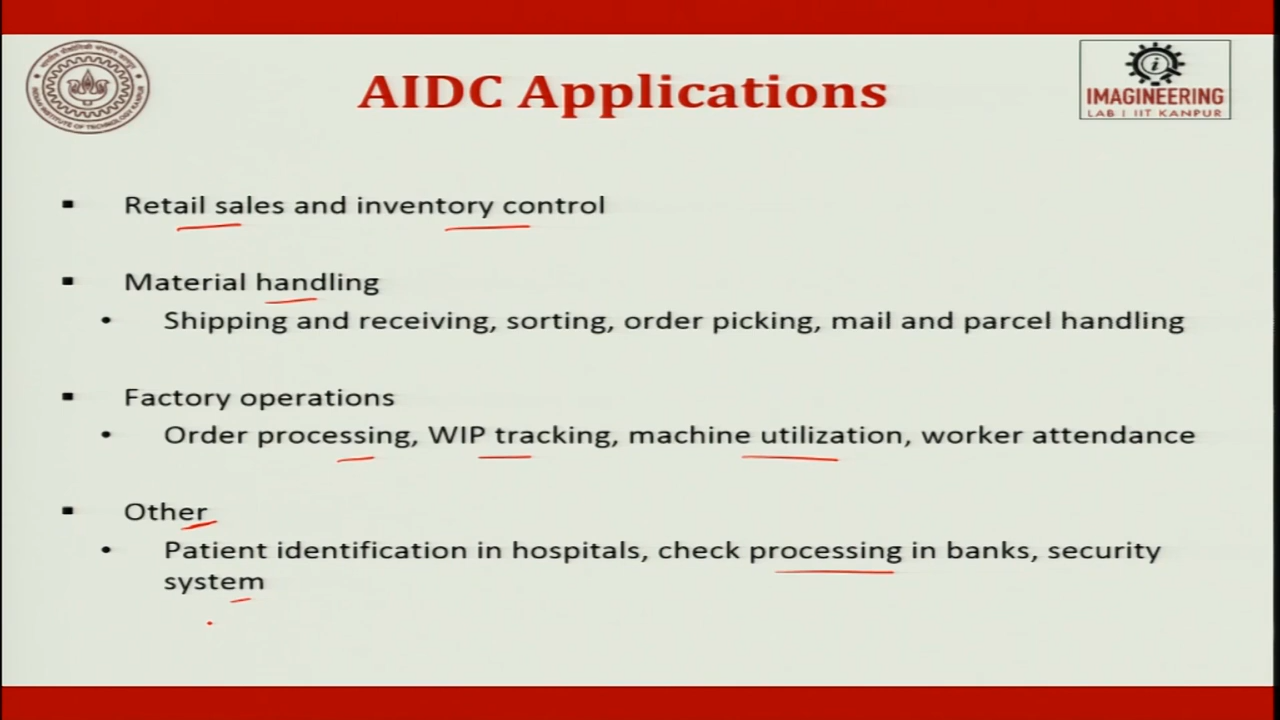 AIDC Applications
IMAGINEERING
LAB | IIT KANPUR
▪ Retail sales and inventory control
▪ Material handling
• Shipping and receiving, sorting, order picking, mail and parcel handling
▪ Factory operations
• Order processing, WIP tracking, machine utilization, worker attendance
▪ Other
• Patient identification in hospitals, check processing in banks, security
system